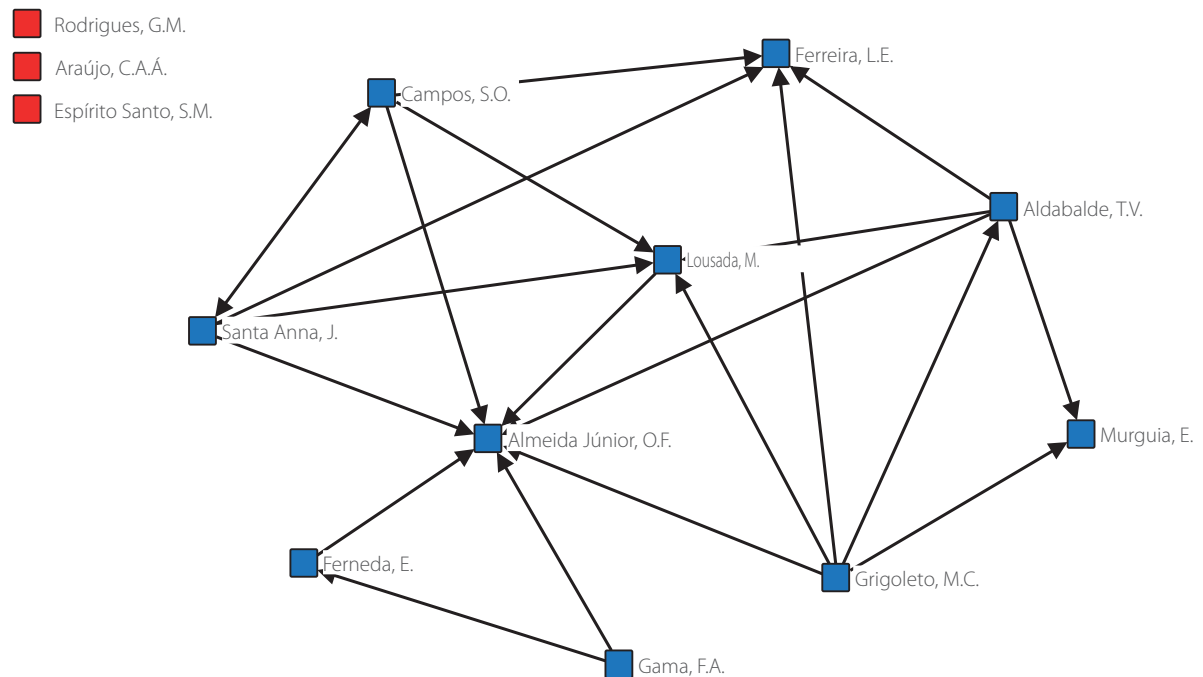 Rodrigues, G.M.
Araújo, C.A.Á.
Espírito Santo, S.M.
Ferreira, L.E.
Campos, S.O.
Aldabalde, T.V.
Lousada, M.
Santa Anna, J.
Almeida Júnior, O.F.
Murguia, E.
Ferneda, E.
Grigoleto, M.C.
Gama, F.A.